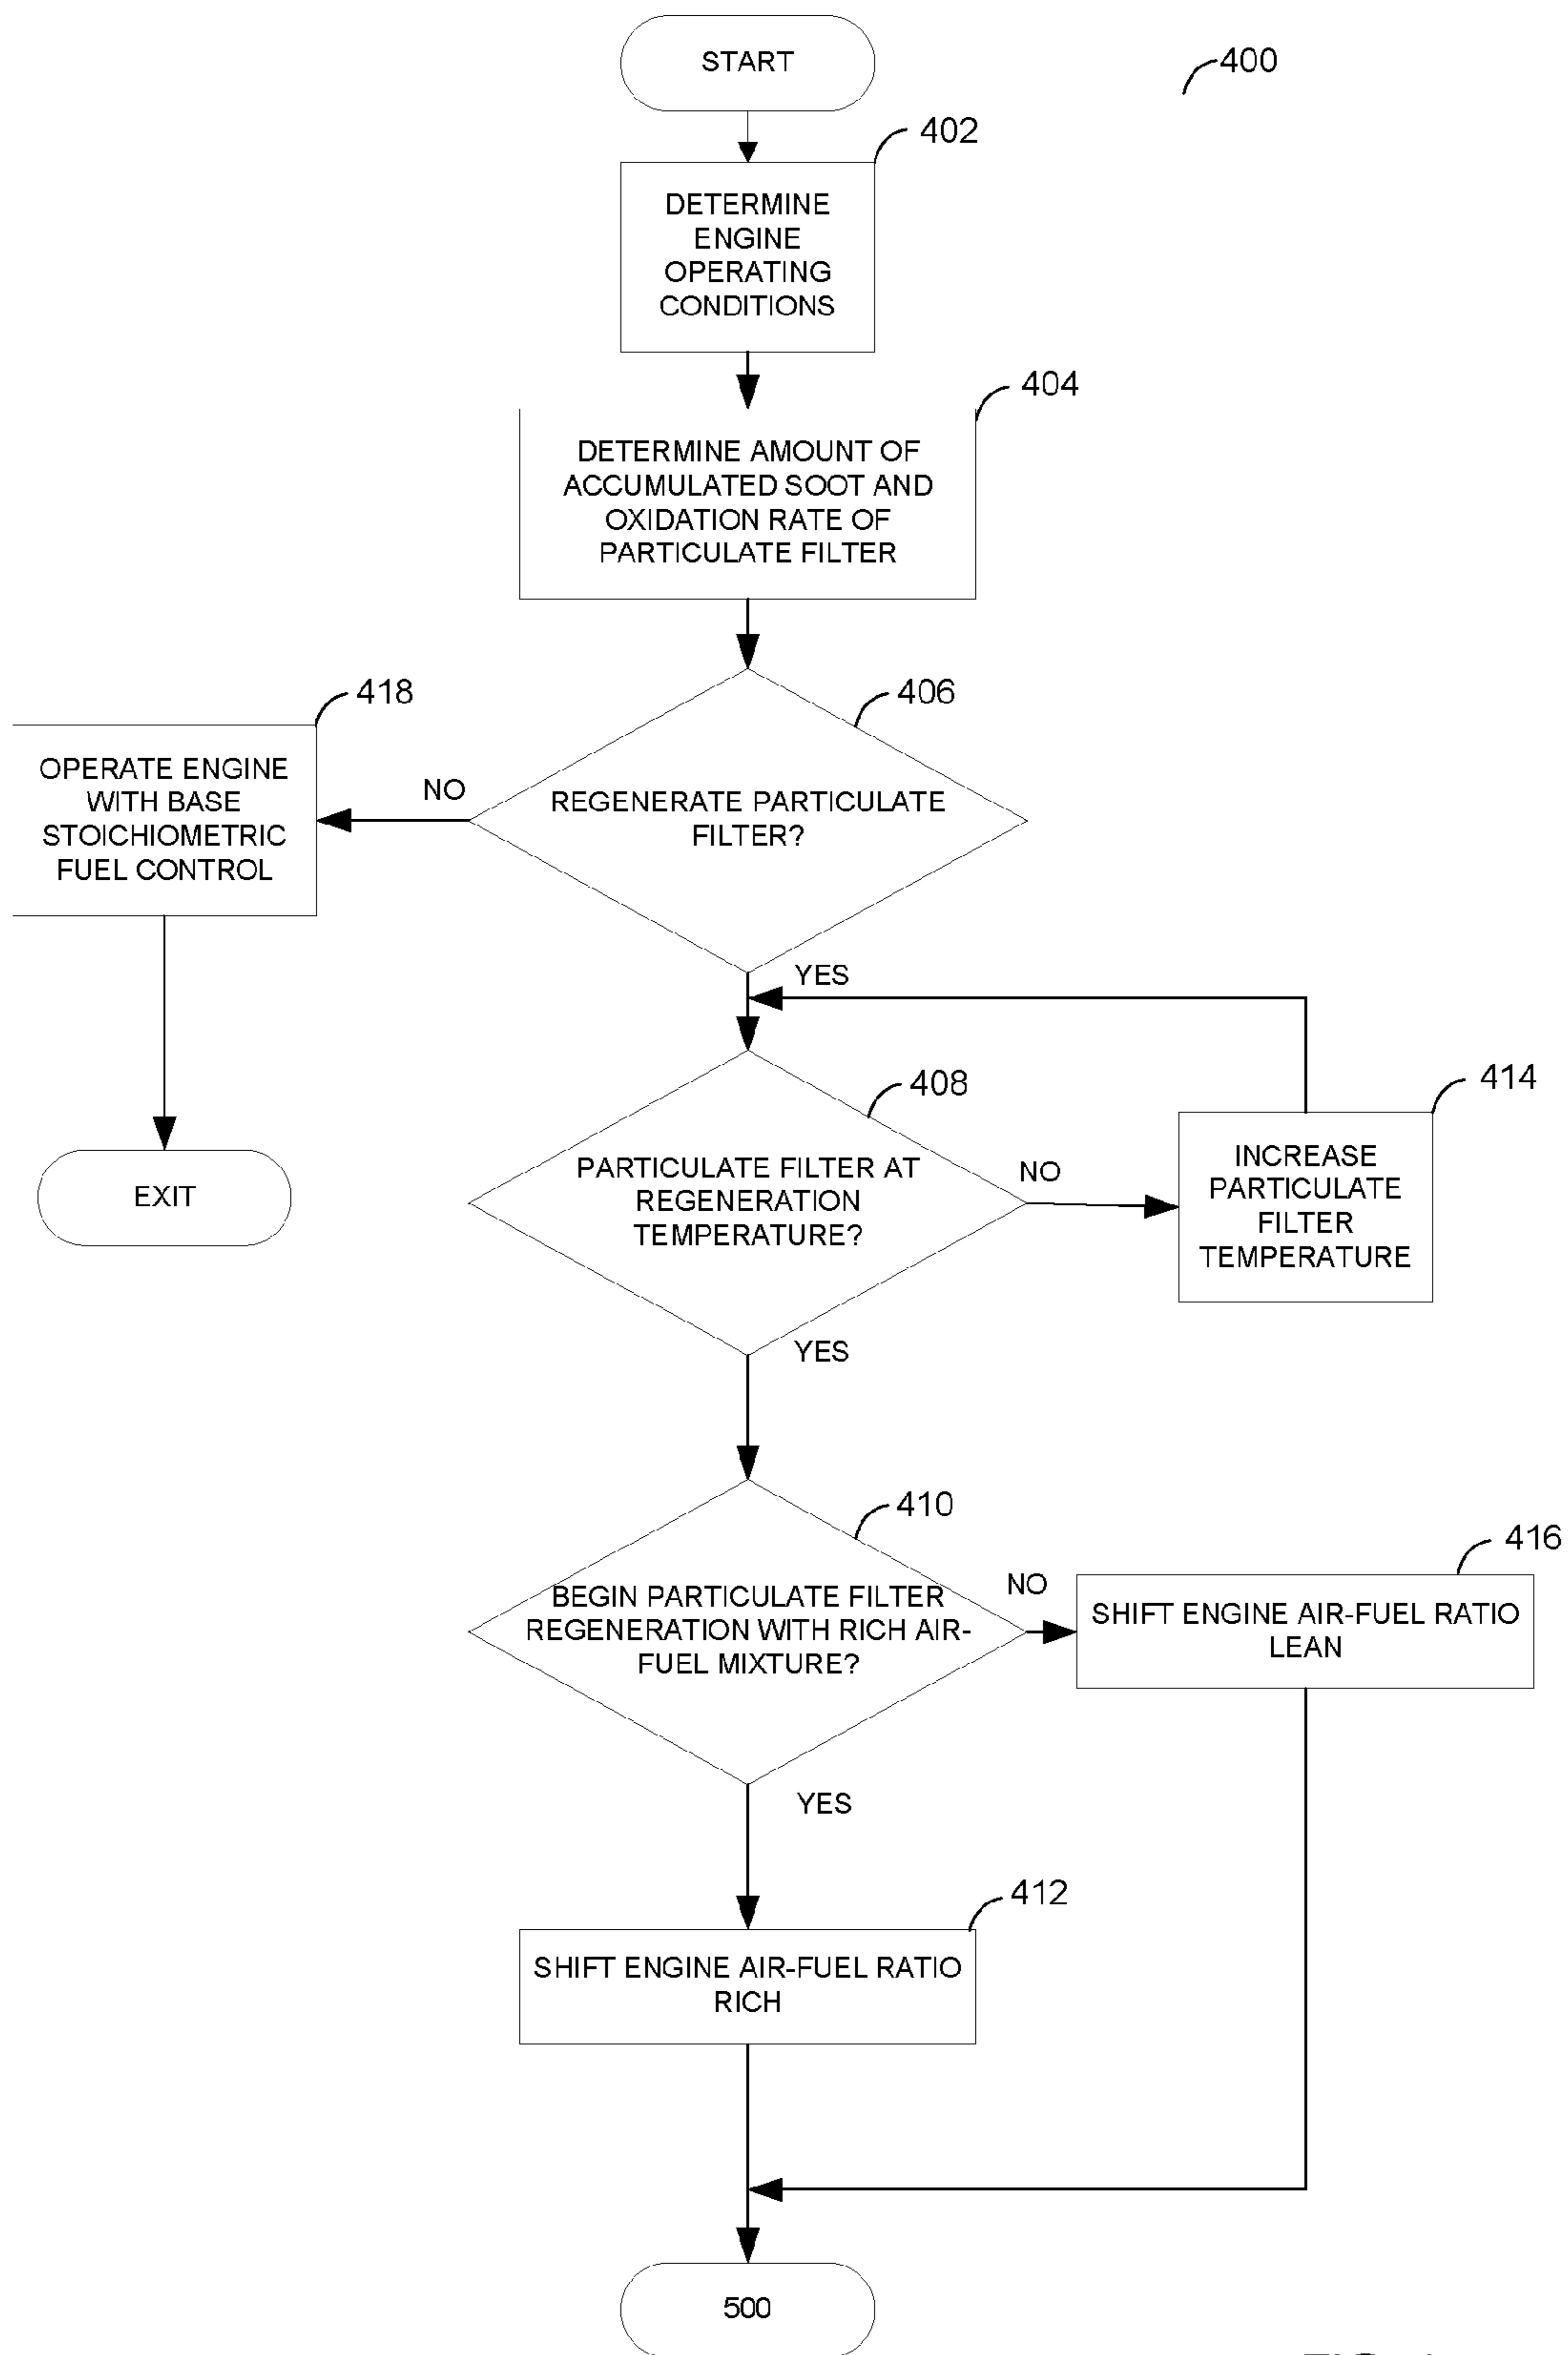 START
400
402
DETERMINE
ENGINE
OPERATING
CONDITIONS
404
DETERMINE AMOUNT OF
ACCUMULATED SOOT AND
OXIDATION RATE OF
PARTICULATE FILTER
418
406
OPERATE ENGINE
WITH BASE
STOICHIOMETRIC
FUEL CONTROL
NO
REGENERATE PARTICULATE
FILTER?
YES
408
414
PARTICULATE FILTER AT
REGENERATION
TEMPERATURE?
NO
INCREASE
PARTICULATE
FILTER
TEMPERATURE
EXIT
YES
410
416
BEGIN PARTICULATE FILTER
REGENERATION WITH RICH AIR-
FUEL MIXTURE?
NO
SHIFT ENGINE AIR-FUEL RATIO
LEAN
YES
412
SHIFT ENGINE AIR-FUEL RATIO
RICH
500